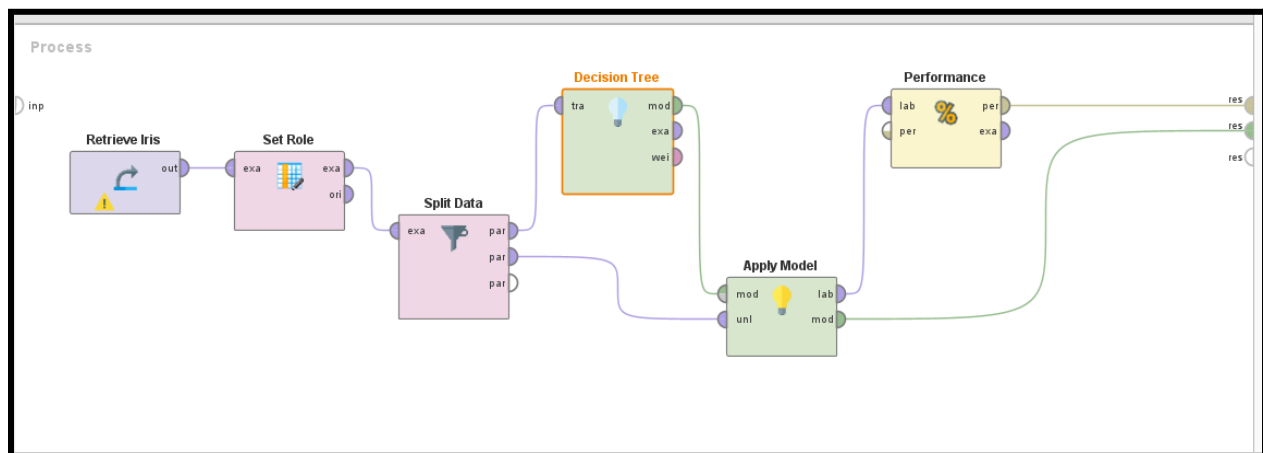 Process
inp
Retrieve Iris
out
Set Role
exa exa
ori
Split Data
exa par
par
par
Decision Tree
tra mod
exa
wei
Apply Model
mod lab
unl mod
Performance
%
lab per
per exa
res
res
res